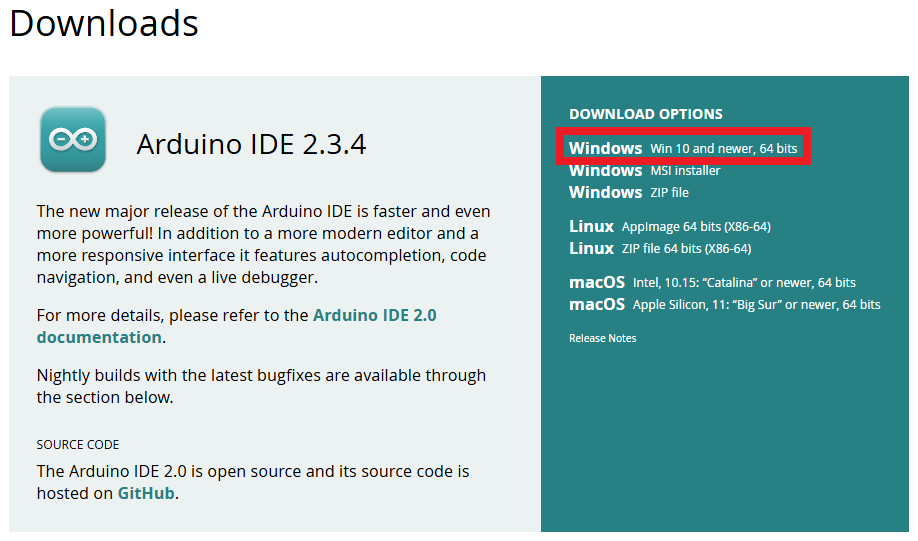 Downloads
Arduino IDE 2.3.4
The new major release of the Arduino IDE is faster and even
more powerful! In addition to a more modern editor and a
more responsive interface it features autocompletion, code
navigation, and even a live debugger.
For more details, please refer to the Arduino IDE 2.0
documentation.
Nightly builds with the latest bugfixes are available through
the section below.
SOURCE CODE
The Arduino IDE 2.0 is open source and its source code is
hosted on GitHub.
DOWNLOAD OPTIONS
Windows Win 10 and newer, 64 bits
Windows MSI installer
Windows ZIP file
Linux AppImage 64 bits (X86-64)
Linux ZIP file 64 bits (X86-64)
macOS Intel, 10.15: “Catalina” or newer, 64 bits
macOS Apple Silicon, 11: “Big Sur” or newer, 64 bits
Release Notes